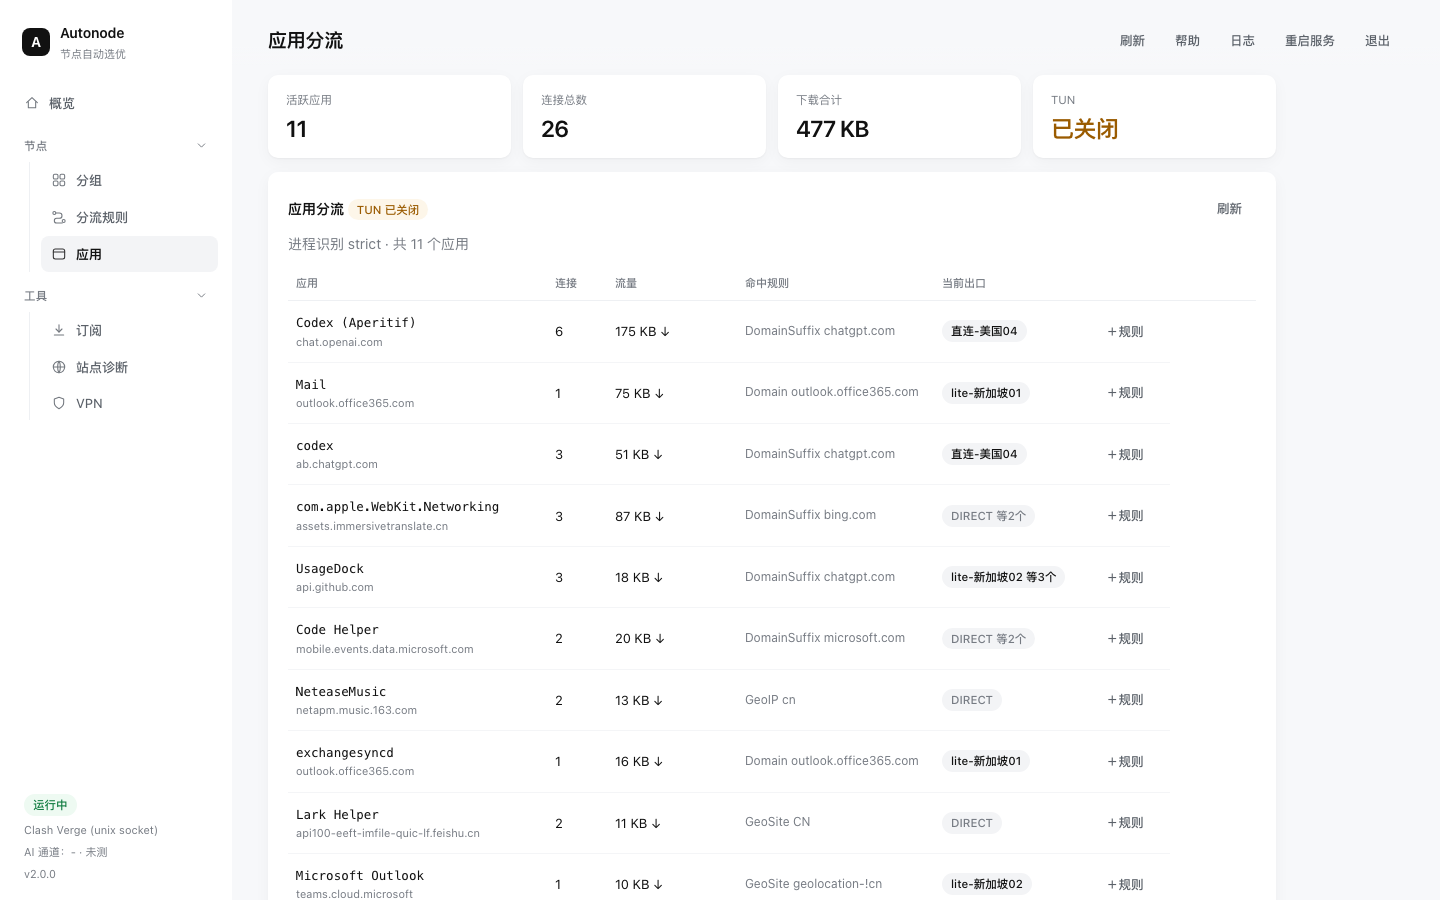 A
Autonode
节点自动选优
概览
节点
分组
分流规则
应用
工具
订阅
站点诊断
VPN
运行中
Clash Verge (unix socket)
AI 通道: - · 未测
v2.0.0
应用分流
刷新 帮助 日志 重启服务 退出
活跃应用
11
连接总数
26
下载合计
477 KB
TUN
已关闭
应用分流 TUN 已关闭 刷新
进程识别 strict · 共 11 个应用
应用 连接 流量 命中规则 当前出口
Codex (Aperitif)
chat.openai.com
6 175 KB ↓ DomainSuffix chatgpt.com 直连-美国04 +规则
Mail
outlook.office365.com
1 75 KB ↓ Domain outlook.office365.com lite-新加坡01 +规则
codex
ab.chatgpt.com
3 51 KB ↓ DomainSuffix chatgpt.com 直连-美国04 +规则
com.apple.WebKit.Networking
assets.immersivetranslate.cn
3 87 KB ↓ DomainSuffix bing.com DIRECT 等2个 +规则
UsageDock
api.github.com
3 18 KB ↓ DomainSuffix chatgpt.com lite-新加坡02 等3个 +规则
Code Helper
mobile.events.data.microsoft.com
2 20 KB ↓ DomainSuffix microsoft.com DIRECT 等2个 +规则
NeteaseMusic
netapm.music.163.com
2 13 KB ↓ GeoIP cn DIRECT +规则
exchangesyncd
outlook.office365.com
1 16 KB ↓ Domain outlook.office365.com lite-新加坡01 +规则
Lark Helper
api100-eeft-imfile-quic-lf.feishu.cn
2 11 KB ↓ GeoSite CN DIRECT +规则
Microsoft Outlook
teams.cloud.microsoft
1 10 KB ↓ GeoSite geolocation-!cn lite-新加坡02 +规则